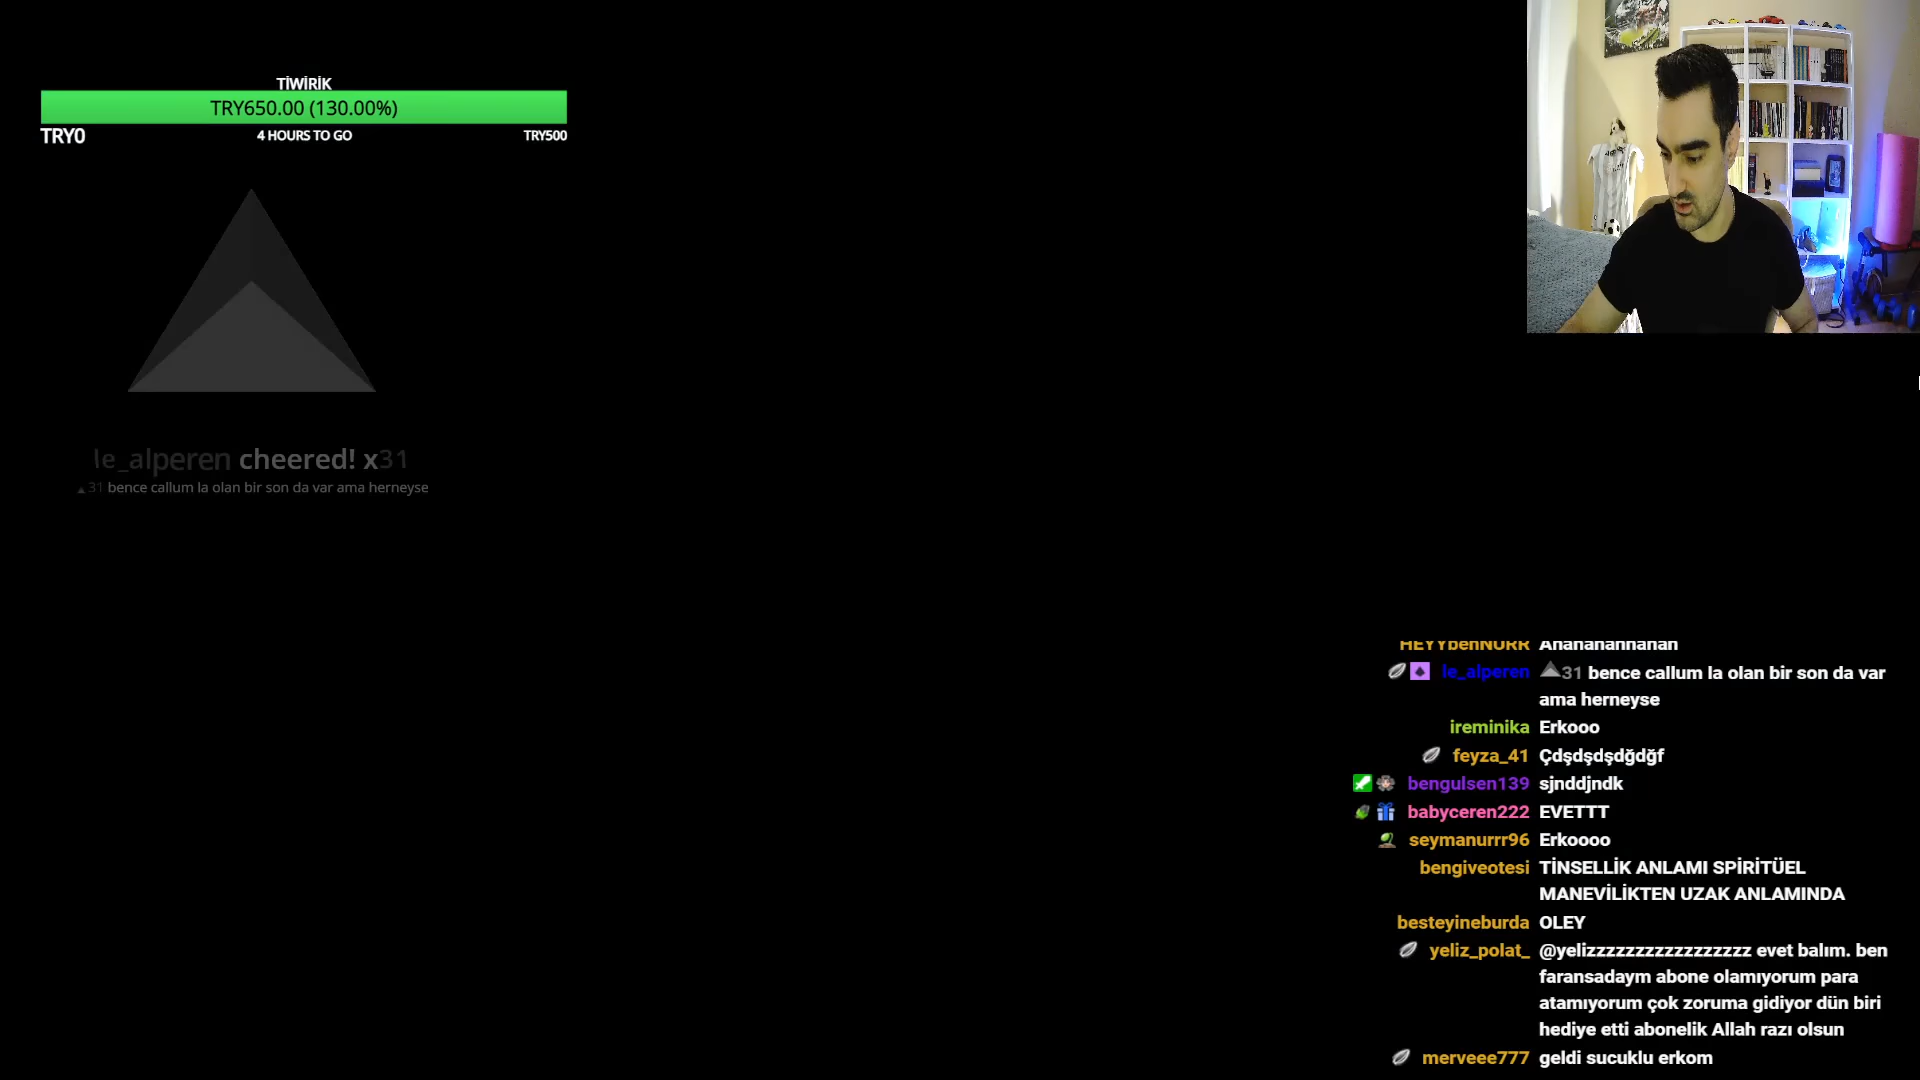 TİWİRİK
TRY650.00 (130.00%)
TRY0 4 HOURS TO GO TRY500
le_alperen cheered! x31
31 bence callum la olan bir son da var ama herneyse
HEYYbenNURR Ahahahahhahah
le_alperen 31 bence callum la olan bir son da var
ama herneyse
ireminika Erkooo
feyza_41 Çdşdşdşdğdğf
bengulsen139 sjnddjndk
babyceren222 EVETTT
seymanurrr96 Erkoooo
bengiveotesi TİNSELLİK ANLAMI SPİRİTÜEL
MANEVİLİKTEN UZAK ANLAMINDA
besteyineburda OLEY
yeliz_polat_ @yelizzzzzzzzzzzzzzzzz evet balım. ben
faransadaym abone olamıyorum para
atamıyorum çok zoruma gidiyor dün biri
hediye etti abonelik Allah razı olsun
merveee777 geldi sucuklu erkom